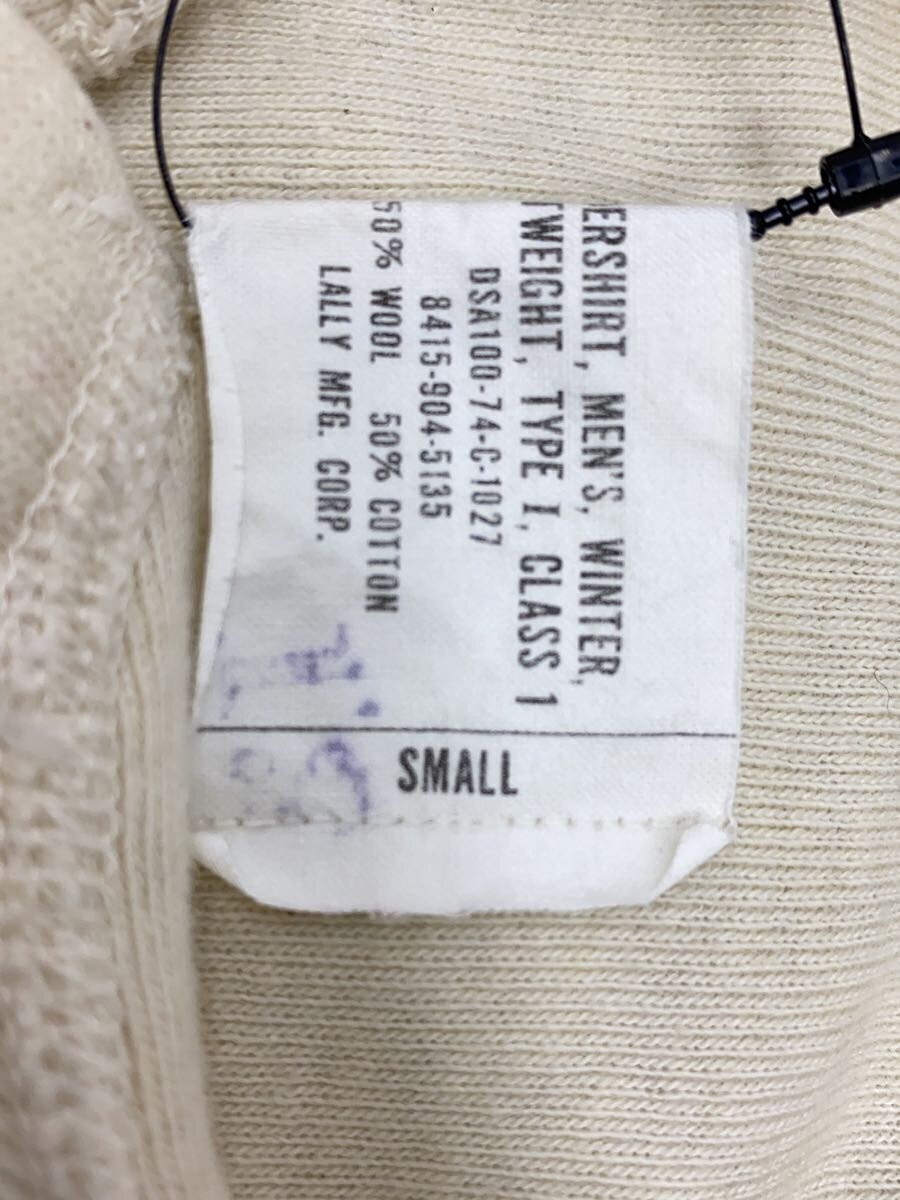 DERSHIRT, MEN'S, WINTER,
TWEIGHT, TYPE I, CLASS 1
DSA100-74-C-1027
8415-904-5135
50% WOOL 50% COTTON
LALLY MFG. CORP.
SMALL